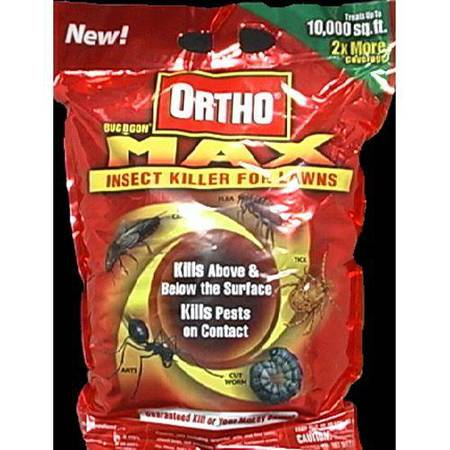 New!
Treats Up To
10,000 sq. ft.
2x More
Coverage
ORTHO
BUG B GON
MAX
INSECT KILLER FOR LAWNS
FLEA
TICK
Kills Above &
Below the Surface
Kills Pests
on Contact
ANTS
CUT
WORM
Guaranteed Kill or Your Money
CAUTION